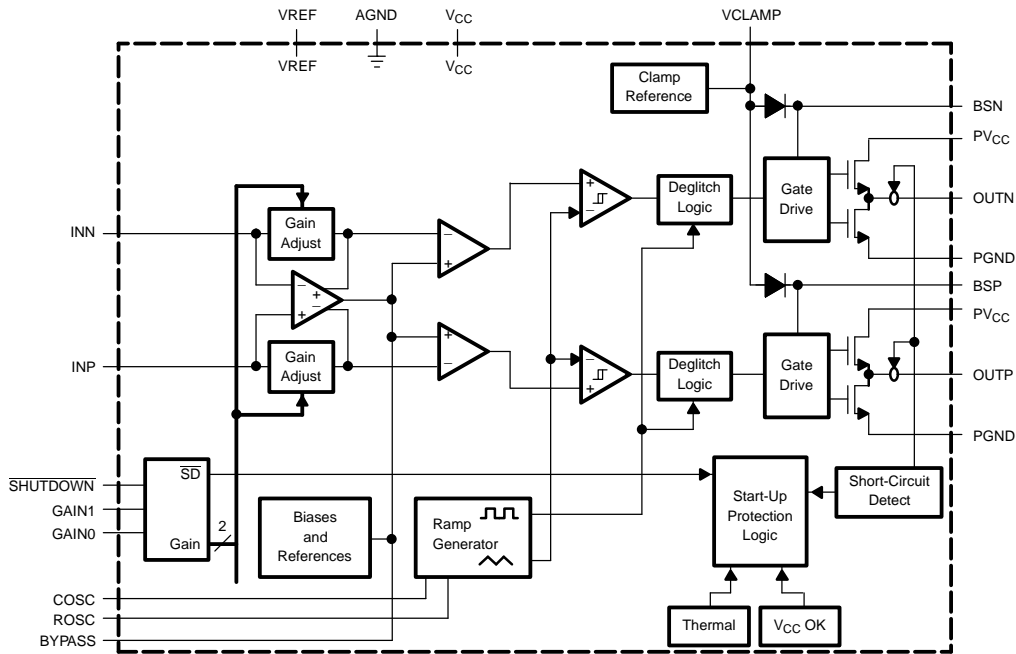 VREF
AGND
VCC
VCLAMP
VREF
VCC
Clamp
Reference
BSN
PVCC
Gain
Adjust
INN
−
+
+
−
Deglitch
Logic
Gate
Drive
OUTN
PGND
BSP
−
+
+
−
PVCC
INP
Gain
Adjust
+
−
−
+
Deglitch
Logic
Gate
Drive
OUTP
PGND
SHUTDOWN
GAIN1
GAIN0
SD
Gain
2
Biases
and
References
Ramp
Generator
Start-Up
Protection
Logic
Short-Circuit
Detect
COSC
ROSC
BYPASS
Thermal
VCC OK